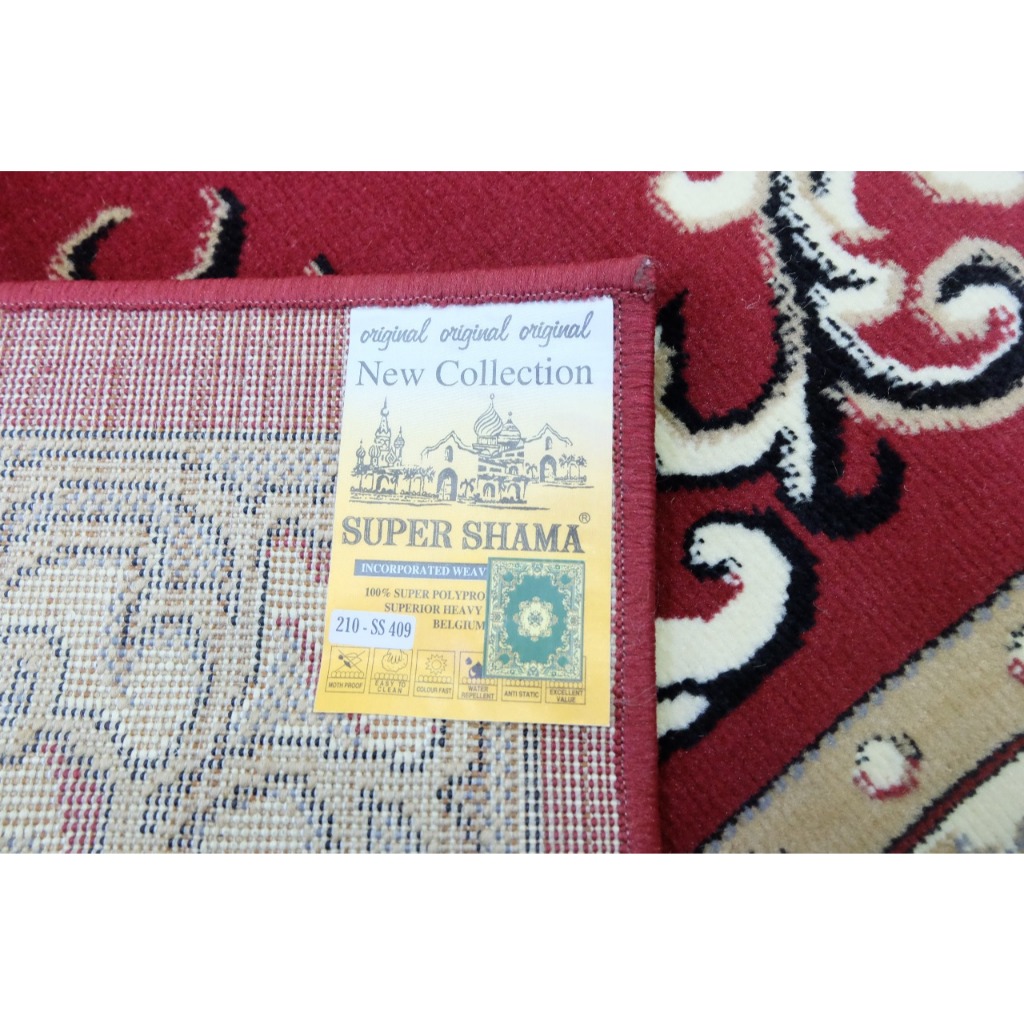 original original original
New Collection
SUPER SHAMA®
INCORPORATED WEAV
100% SUPER POLYPRO
SUPERIOR HEAVY
BELGIUM
210 - SS 409
MOTH PROOF
EASY TO CLEAN
COLOUR FAST
WATER REPELLENT
ANTI STATIC
EXCELLENT VALUE